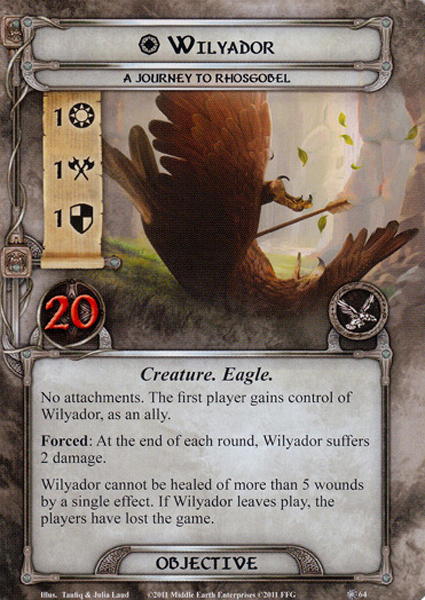 Wilyador
A Journey to Rhosgobel
1
1
1
20
Creature. Eagle.
No attachments. The first player gains control of
Wilyador, as an ally.
Forced: At the end of each round, Wilyador suffers
2 damage.
Wilyador cannot be healed of more than 5 wounds
by a single effect. If Wilyador leaves play, the
players have lost the game.
Objective
Illus. Taufiq & Julia Laud ©2011 Middle Earth Enterprises ©2011 FFG 64